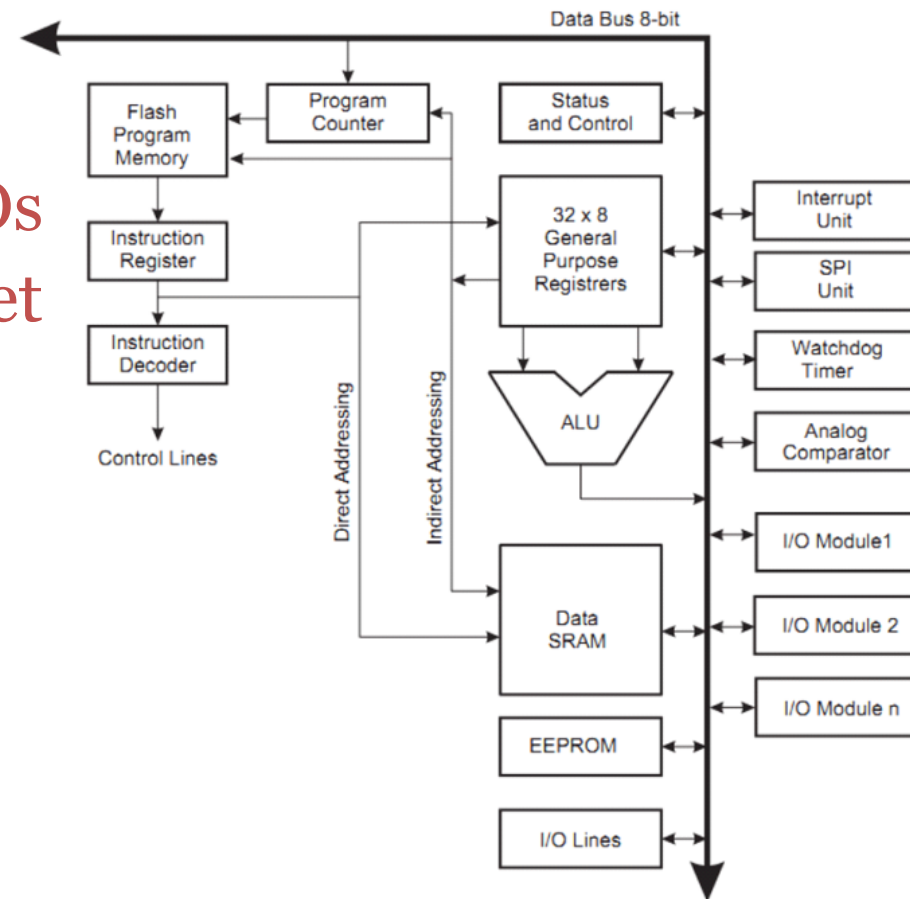 Data Bus 8-bit
Flash
Program
Memory
Program
Counter
Status
and Control
Os
et
Instruction
Register
32 x 8
General
Purpose
Registrers
Interrupt
Unit
SPI
Unit
Instruction
Decoder
Watchdog
Timer
ALU
Analog
Comparator
Control Lines
Direct Addressing
Indirect Addressing
I/O Module1
Data
SRAM
I/O Module 2
I/O Module n
EEPROM
I/O Lines